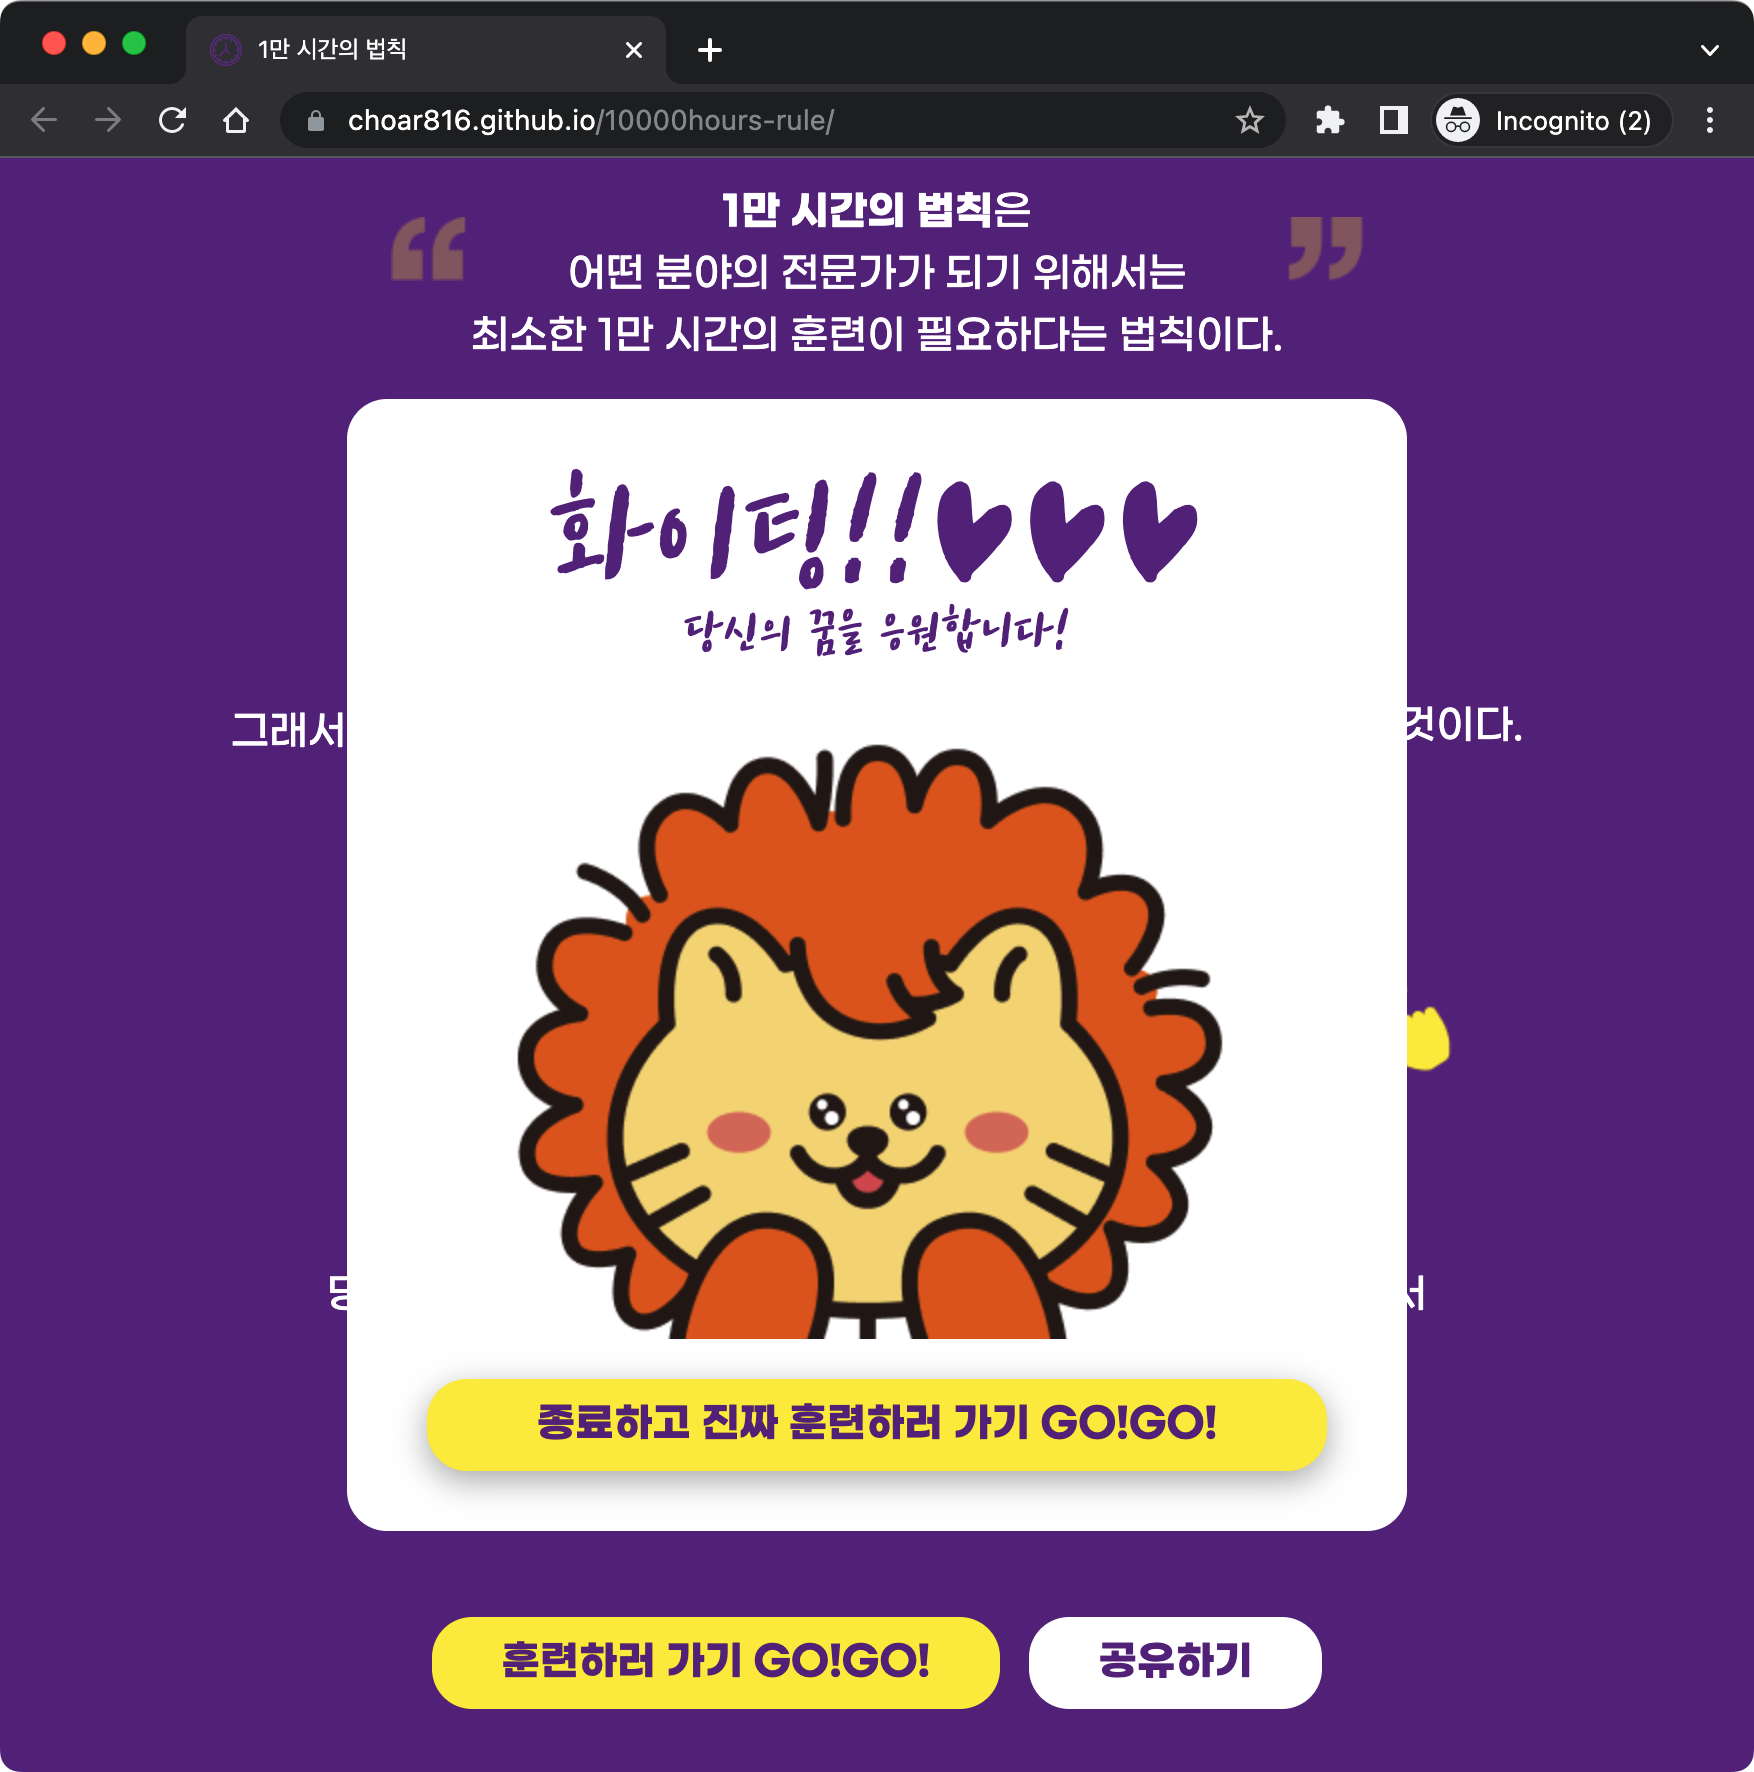 1만 시간의 법칙
choar816.github.io/10000hours-rule/
Incognito (2)
1만 시간의 법칙은
어떤 분야의 전문가가 되기 위해서는
최소한 1만 시간의 훈련이 필요하다는 법칙이다.
화이팅!!♥♥♥
당신의 꿈을 응원합니다!
그래서
것이다.
종료하고 진짜 훈련하러 가기 GO!GO!
훈련하러 가기 GO!GO!
공유하기